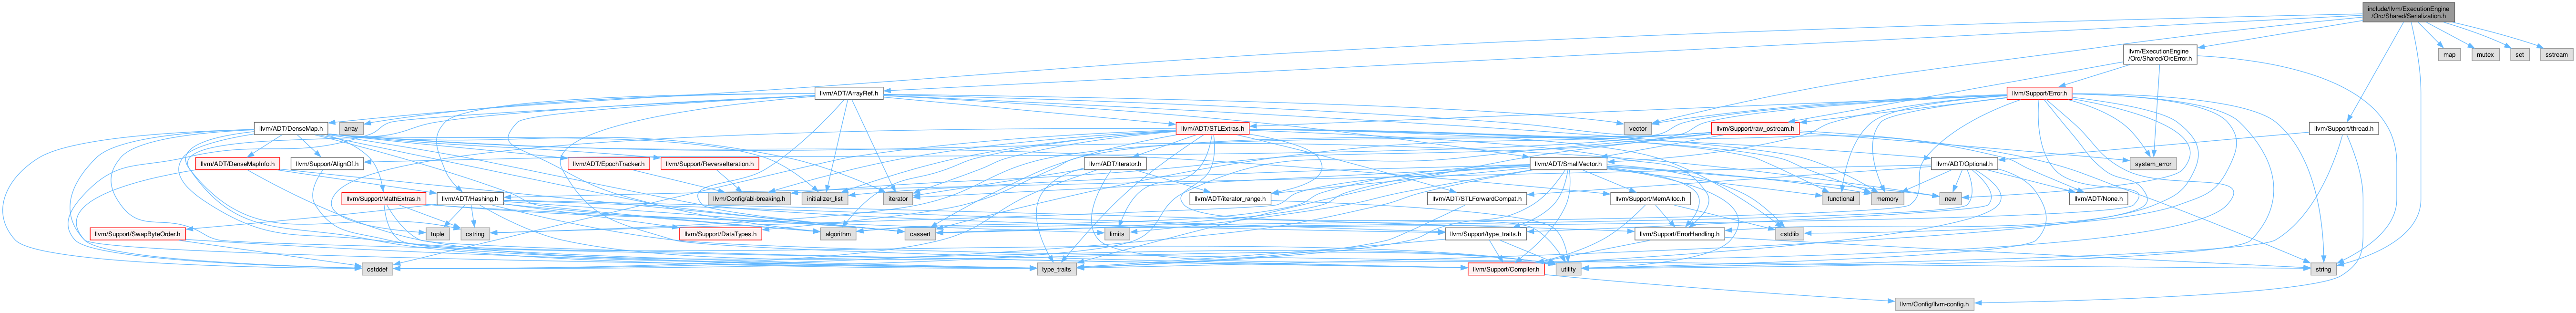 include/llvm/ExecutionEngine
/Orc/Shared/Serialization.h
llvm/ExecutionEngine
/Orc/Shared/OrcError.h
map
mutex
set
sstream
llvm/ADT/ArrayRef.h
llvm/Support/Error.h
llvm/ADT/DenseMap.h
array
llvm/ADT/STLExtras.h
vector
llvm/Support/raw_ostream.h
llvm/Support/thread.h
llvm/ADT/DenseMapInfo.h
llvm/Support/AlignOf.h
llvm/ADT/EpochTracker.h
llvm/Support/ReverseIteration.h
llvm/ADT/iterator.h
llvm/ADT/SmallVector.h
llvm/ADT/Optional.h
system_error
llvm/Support/MathExtras.h
llvm/ADT/Hashing.h
llvm/Config/abi-breaking.h
initializer_list
iterator
llvm/ADT/iterator_range.h
llvm/ADT/STLForwardCompat.h
llvm/Support/MemAlloc.h
functional
memory
new
llvm/ADT/None.h
llvm/Support/SwapByteOrder.h
tuple
cstring
llvm/Support/DataTypes.h
algorithm
cassert
limits
llvm/Support/type_traits.h
llvm/Support/ErrorHandling.h
cstdlib
cstddef
type_traits
llvm/Support/Compiler.h
utility
string
llvm/Config/llvm-config.h